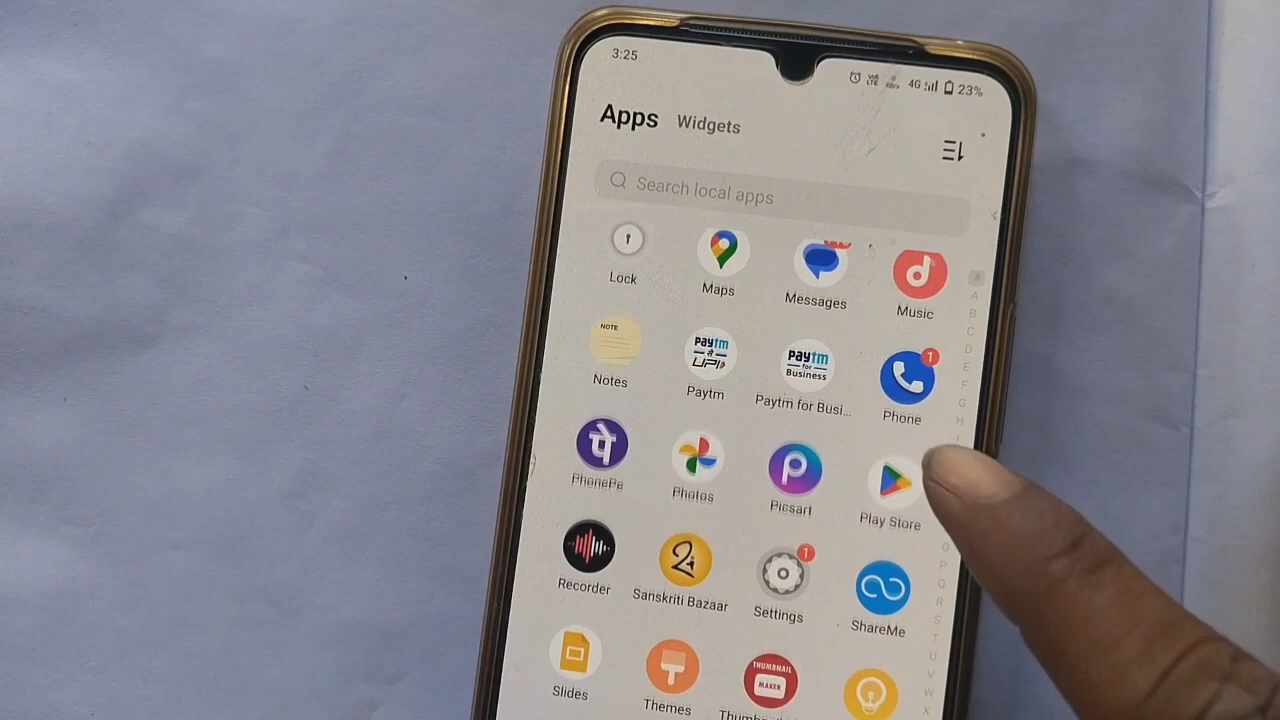 3:25
4G 23%
Apps Widgets
Search local apps
Lock Maps Messages Music
#
A
B
C
D
E
F
G
H
NOTE
Paytm से UPI
Paytm for Business
1
Notes Paytm Paytm for Busi... Phone
पे
PhonePe Photos Picsart Play Store
1
O
P
Q
R
S
T
U
V
W
X
Recorder Sanskriti Bazaar Settings ShareMe
THUMBNAIL
MAKER
Slides Themes